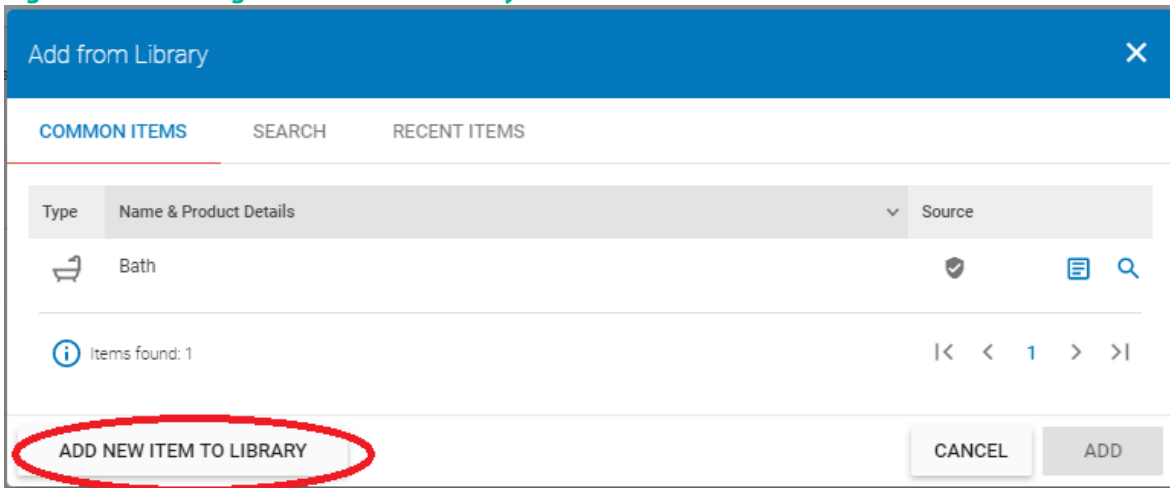 Add from Library
COMMON ITEMS SEARCH RECENT ITEMS
Type Name & Product Details Source
Bath
Items found: 1
1
ADD NEW ITEM TO LIBRARY CANCEL ADD